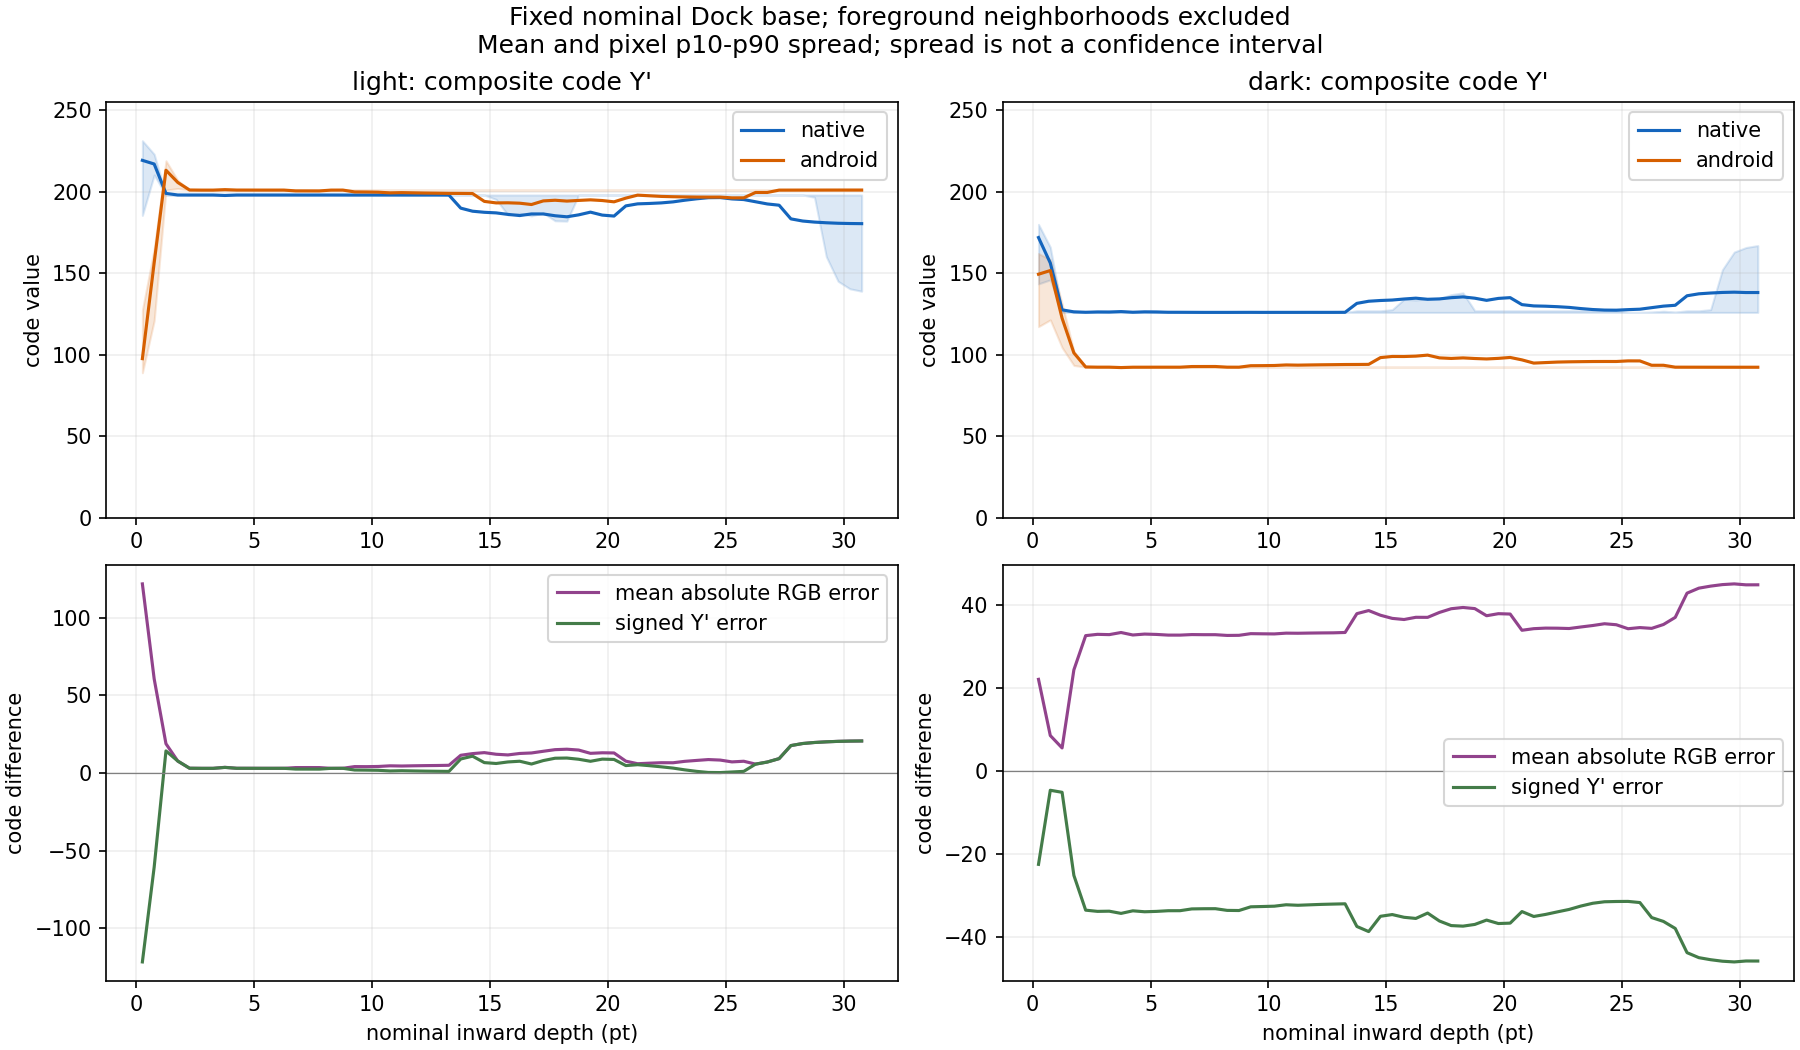 Fixed nominal Dock base; foreground neighborhoods excluded
Mean and pixel p10-p90 spread; spread is not a confidence interval
light: composite code Y'
250
200
150
100
50
0
code value
native
android
0 5 10 15 20 25 30
dark: composite code Y'
250
200
150
100
50
0
code value
native
android
0 5 10 15 20 25 30
100
50
0
−50
−100
code difference
mean absolute RGB error
signed Y' error
0 5 10 15 20 25 30
nominal inward depth (pt)
40
20
0
−20
−40
code difference
mean absolute RGB error
signed Y' error
0 5 10 15 20 25 30
nominal inward depth (pt)